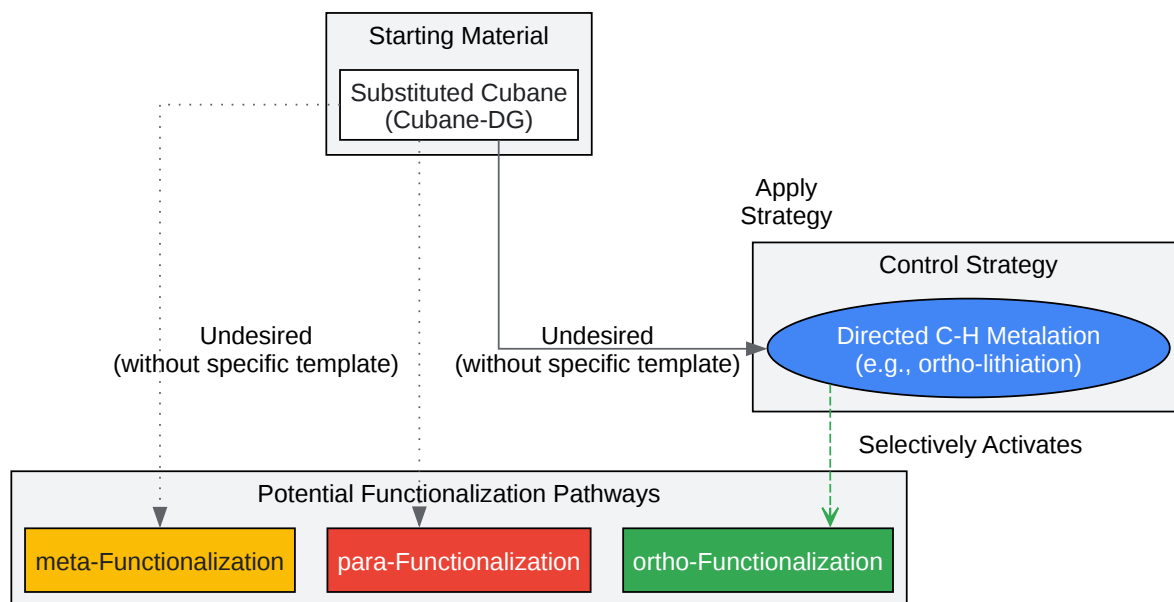 Starting Material
Substituted Cubane
(Cubane-DG)
Apply
Strategy
Control Strategy
Directed C-H Metalation
(e.g., ortho-lithiation)
Undesired
(without specific template)
Undesired
(without specific template)
Selectively Activates
Potential Functionalization Pathways
meta-Functionalization
para-Functionalization
ortho-Functionalization